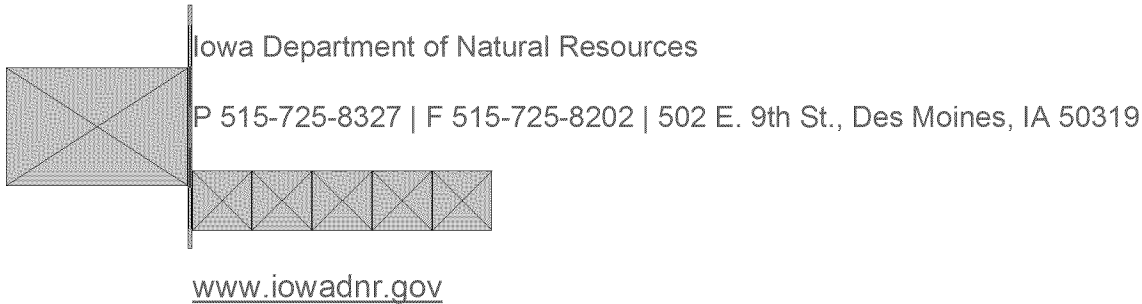 Iowa Department of Natural Resources
P 515-725-8327 | F 515-725-8202 | 502 E. 9th St., Des Moines, IA 50319
www.iowadnr.gov